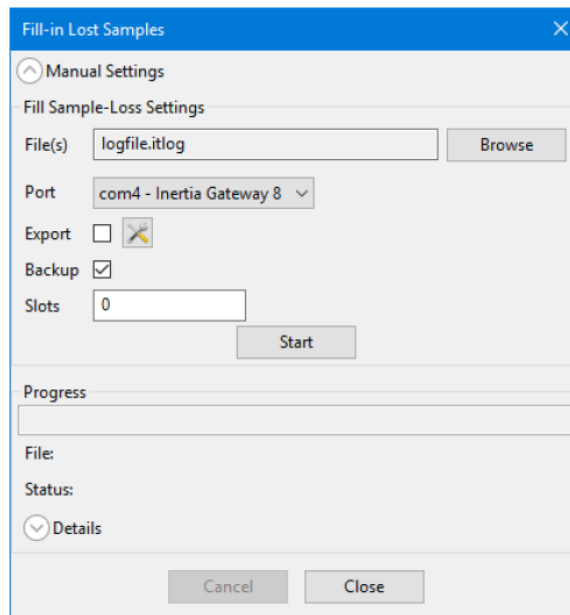 Fill-in Lost Samples
Manual Settings
Fill Sample-Loss Settings
File(s) logfile.itlog Browse
Port com4 - Inertia Gateway 8
Export
Backup
Slots 0
Start
Progress
File:
Status:
Details
Cancel Close